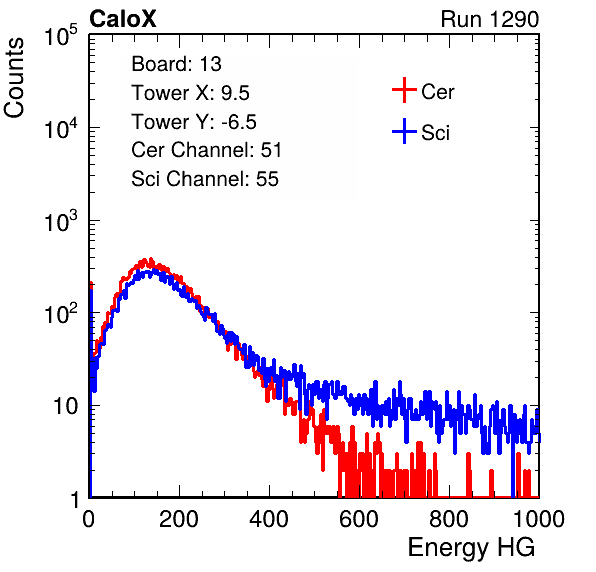 CaloX
Run 1290
Counts
10^5
10^4
10^3
10^2
10
1
Board: 13
Tower X: 9.5
Tower Y: -6.5
Cer Channel: 51
Sci Channel: 55
Cer
Sci
0
200
400
600
800
1000
Energy HG